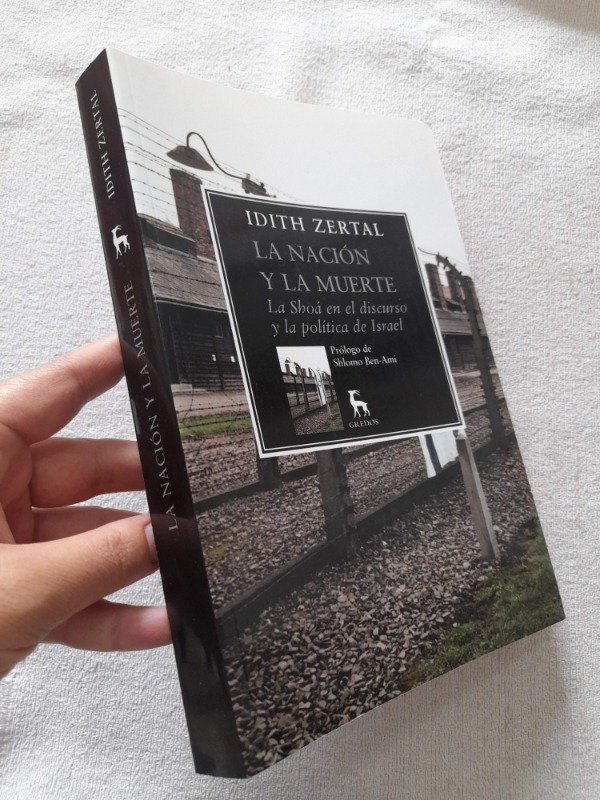 IDITH ZERTAL
LA NACIÓN
Y LA MUERTE
La Shoá en el discurso
y la política de Israel
Prólogo de
Shlomo Ben-Ami
GREDOS
IDITH ZERTAL
LA NACIÓN Y LA MUERTE